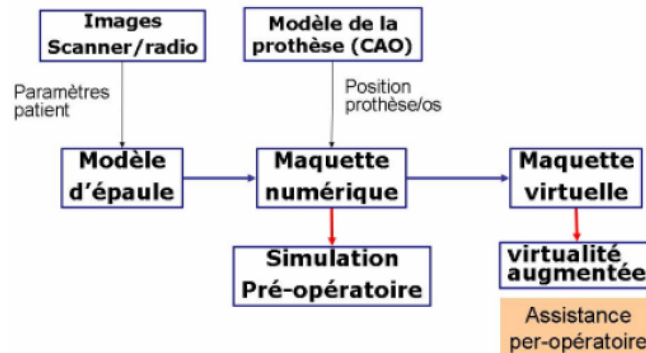 Images
Scanner/radio
Modèle de la
prothèse (CAO)
Paramètres
patient
Position
prothèse/os
Modèle
d'épaule
Maquette
numérique
Maquette
virtuelle
Simulation
Pré-opératoire
virtualité
augmentée
Assistance
per-opératoire